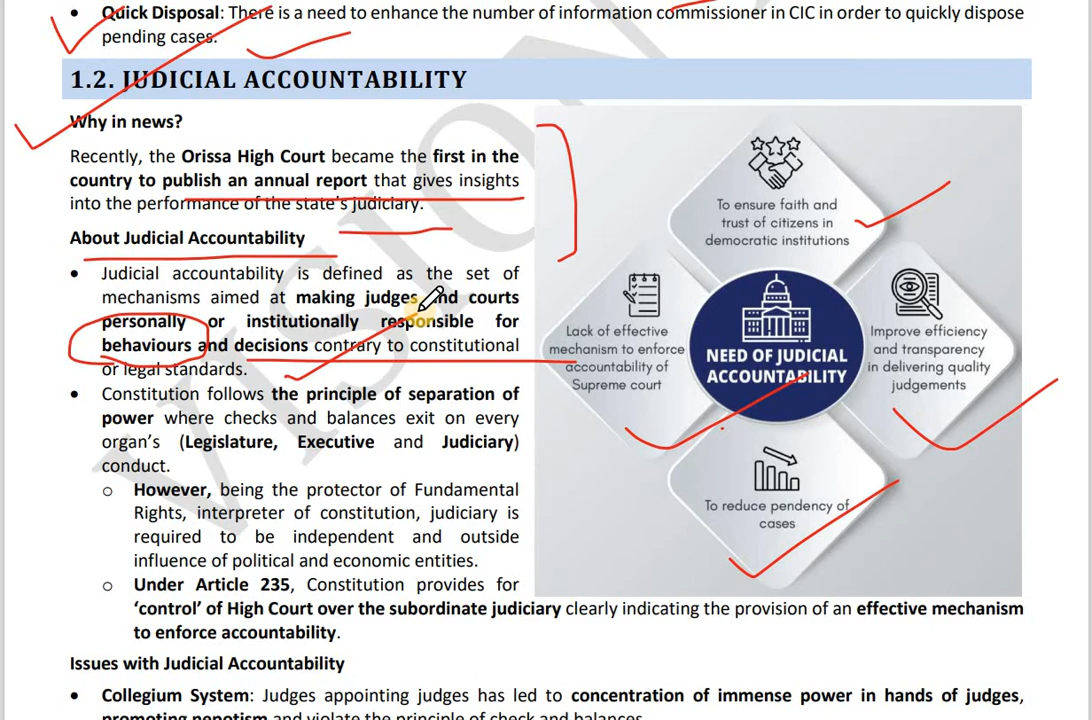 • Quick Disposal: There is a need to enhance the number of information commissioner in CIC in order to quickly dispose
pending cases.
1.2. JUDICIAL ACCOUNTABILITY
Why in news?
Recently, the Orissa High Court became the first in the
country to publish an annual report that gives insights
into the performance of the state's judiciary.
About Judicial Accountability
• Judicial accountability is defined as the set of
mechanisms aimed at making judges and courts
personally or institutionally responsible for
behaviours and decisions contrary to constitutional
or legal standards.
• Constitution follows the principle of separation of
power where checks and balances exit on every
organ's (Legislature, Executive and Judiciary)
conduct.
o However, being the protector of Fundamental
Rights, interpreter of constitution, judiciary is
required to be independent and outside
influence of political and economic entities.
o Under Article 235, Constitution provides for
'control' of High Court over the subordinate judiciary clearly indicating the provision of an effective mechanism
to enforce accountability.
To ensure faith and
trust of citizens in
democratic institutions
Lack of effective
mechanism to enforce
accountability of
Supreme court
NEED OF JUDICIAL
ACCOUNTABILITY
Improve efficiency
and transparency
in delivering quality
judgements
To reduce pendency of
cases
Issues with Judicial Accountability
• Collegium System: Judges appointing judges has led to concentration of immense power in hands of judges,
promoting nepotism and violate the principle of check and balances.
VISION